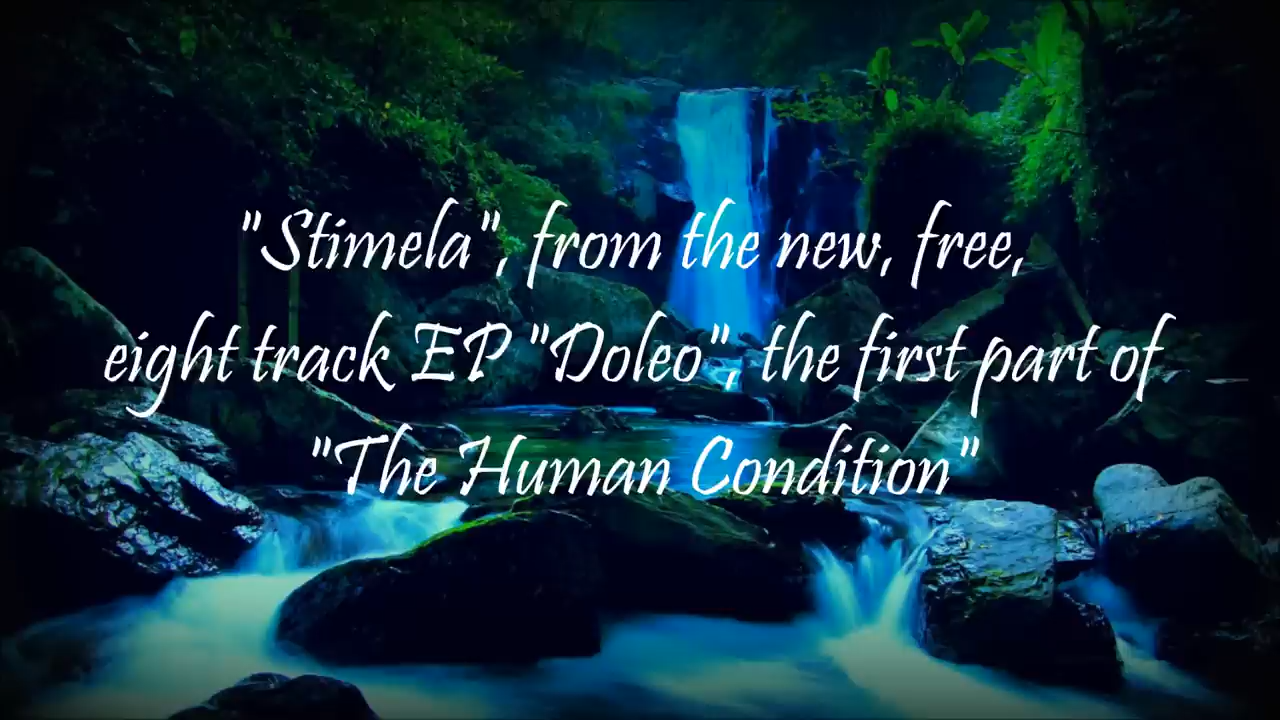 "Stimela", from the new, free,
eight track EP "Doleo", the first part of
"The Human Condition"